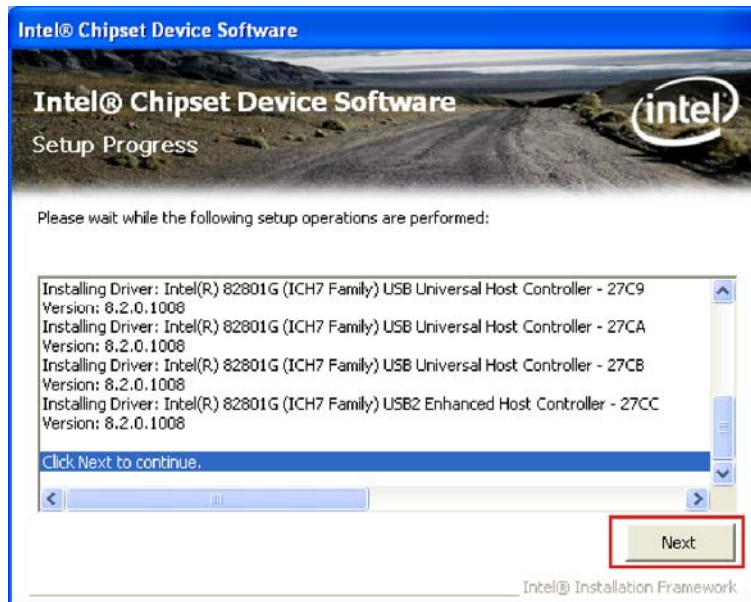 Intel® Chipset Device Software
Intel® Chipset Device Software
intel
Setup Progress
Please wait while the following setup operations are performed:
Installing Driver: Intel(R) 82801G (ICH7 Family) USB Universal Host Controller - 27C9
Version: 8.2.0.1008
Installing Driver: Intel(R) 82801G (ICH7 Family) USB Universal Host Controller - 27CA
Version: 8.2.0.1008
Installing Driver: Intel(R) 82801G (ICH7 Family) USB Universal Host Controller - 27CB
Version: 8.2.0.1008
Installing Driver: Intel(R) 82801G (ICH7 Family) USB2 Enhanced Host Controller - 27CC
Version: 8.2.0.1008
Click Next to continue.
Next
Intel® Installation Framework